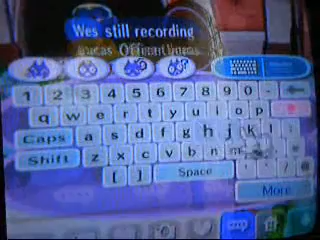 Wes still recording
1 2 3 4 5 6 7 8 9 0 -
q w e r t y u i o p
Caps a s d f g h j k l
Shift z x c v b n m
[ ] Space
More